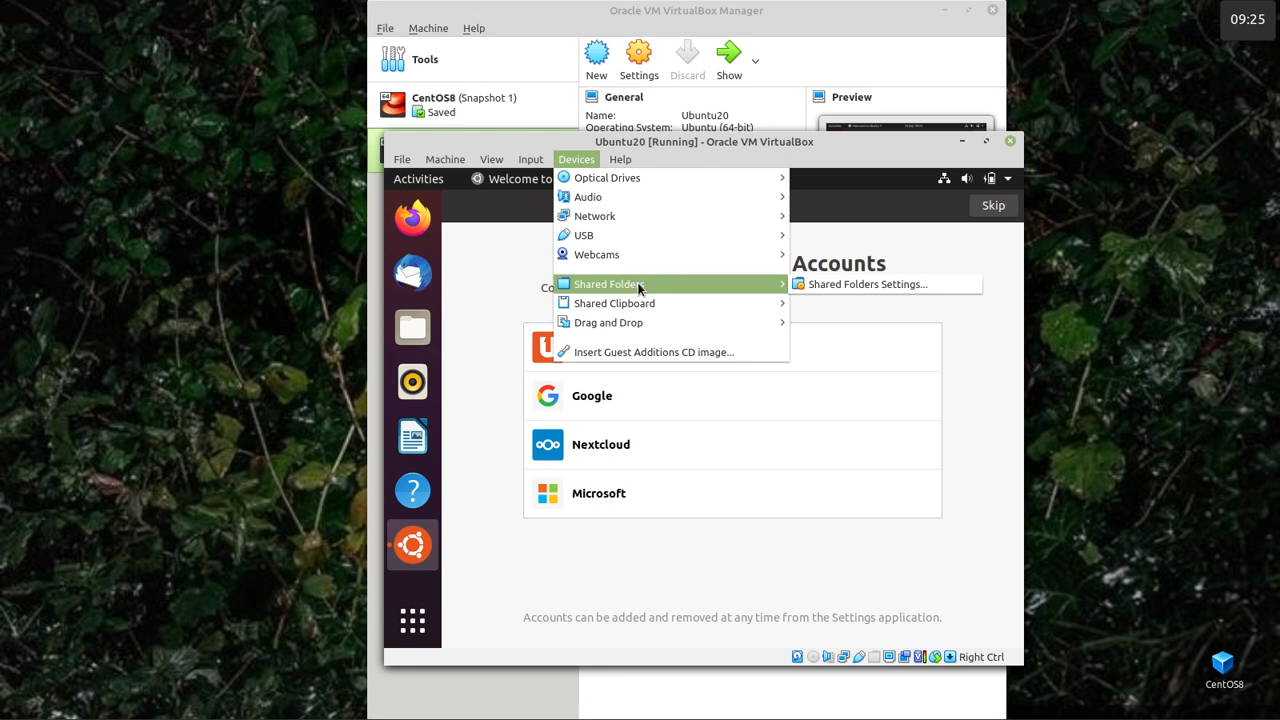 09:25
Oracle VM VirtualBox Manager
File Machine Help
Tools
New Settings Discard Show
CentOS8 (Snapshot 1)
Saved
General
Preview
Name: Ubuntu20
Operating System: Ubuntu (64-bit)
Ubuntu20 [Running] - Oracle VM VirtualBox
File Machine View Input Devices Help
Activities
Welcome to
Skip
Optical Drives
Audio
Network
USB
Webcams
Shared Folders
Shared Folders Settings...
Shared Clipboard
Drag and Drop
Insert Guest Additions CD image...
Accounts
Co
Google
Nextcloud
Microsoft
Accounts can be added and removed at any time from the Settings application.
Right Ctrl
CentOS8